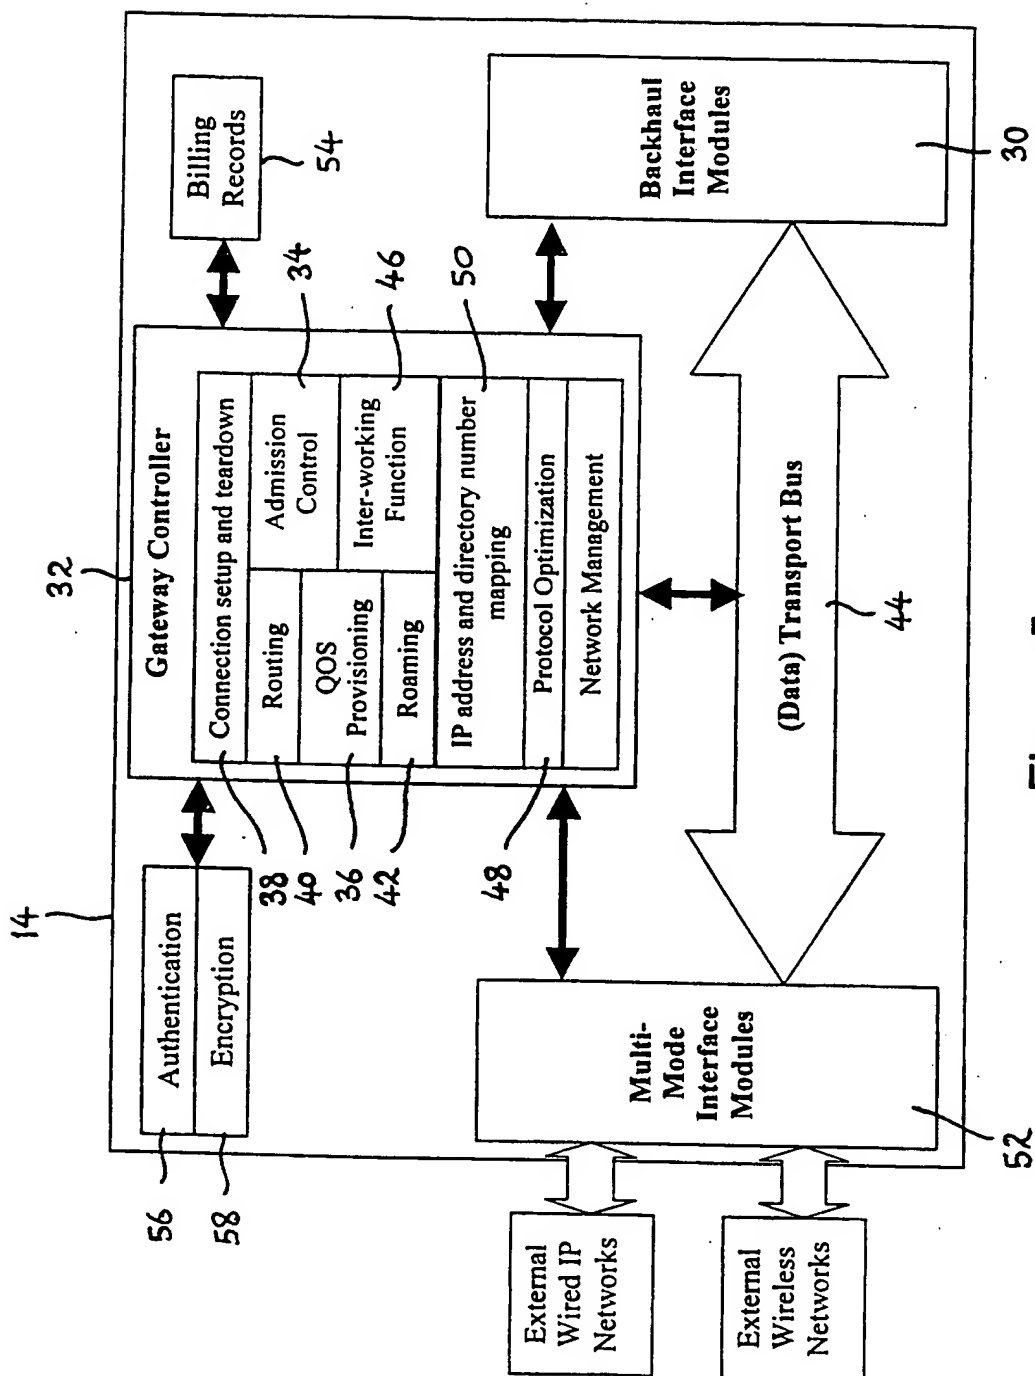 14
32
Authentication
Encryption
56
58
Gateway Controller
Connection setup and teardown
Routing
Admission
Control
QOS
Provisioning
Inter-working
Function
Roaming
IP address and directory number
mapping
Protocol Optimization
Network Management
38
40
36
42
48
34
46
50
Billing
Records
54
Multi-
Mode
Interface
Modules
52
(Data) Transport Bus
44
Backhaul
Interface
Modules
30
External
Wired IP
Networks
External
Wireless
Networks